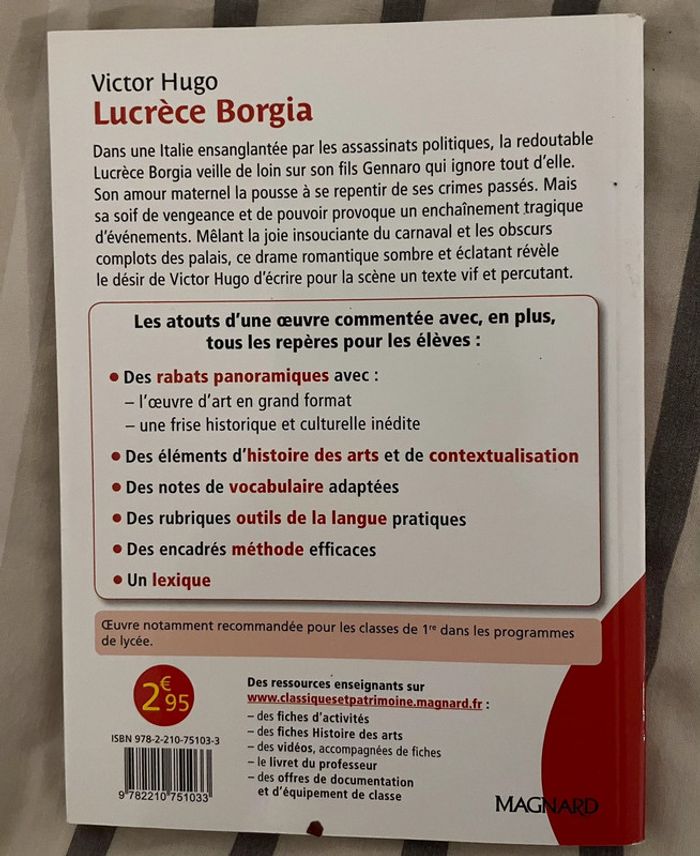 Victor Hugo
Lucrèce Borgia
Dans une Italie ensanglantée par les assassinats politiques, la redoutable
Lucrèce Borgia veille de loin sur son fils Gennaro qui ignore tout d'elle.
Son amour maternel la pousse à se repentir de ses crimes passés. Mais
sa soif de vengeance et de pouvoir provoque un enchaînement tragique
d'événements. Mêlant la joie insouciante du carnaval et les obscurs
complots des palais, ce drame romantique sombre et éclatant révèle
le désir de Victor Hugo d'écrire pour la scène un texte vif et percutant.
Les atouts d'une œuvre commentée avec, en plus,
tous les repères pour les élèves :
• Des rabats panoramiques avec :
– l'œuvre d'art en grand format
– une frise historique et culturelle inédite
• Des éléments d'histoire des arts et de contextualisation
• Des notes de vocabulaire adaptées
• Des rubriques outils de la langue pratiques
• Des encadrés méthode efficaces
• Un lexique
Œuvre notamment recommandée pour les classes de 1re dans les programmes
de lycée.
2€95
ISBN 978-2-210-75103-3
9 782210 751033
Des ressources enseignants sur
www.classiquesetpatrimoine.magnard.fr :
– des fiches d'activités
– des fiches Histoire des arts
– des vidéos, accompagnées de fiches
– le livret du professeur
– des offres de documentation
et d'équipement de classe
MAGNARD